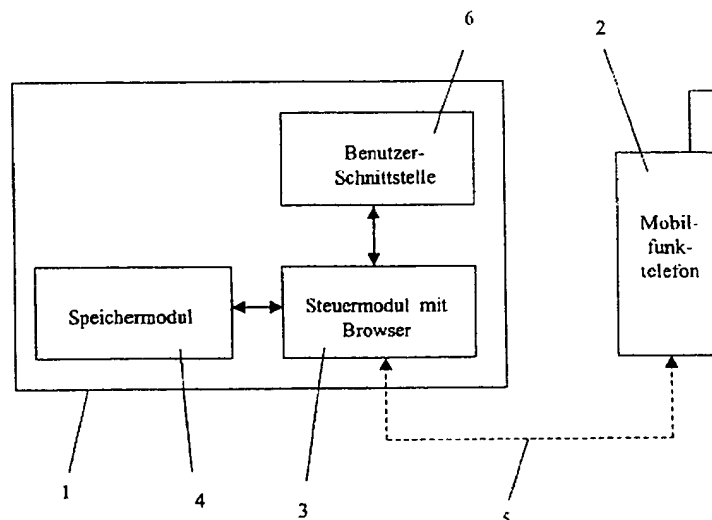 6
2
Benutzer-
Schnittstelle
Mobil-
funk-
telefon
Speichermodul
Steuermodul mit
Browser
1
4
3
5